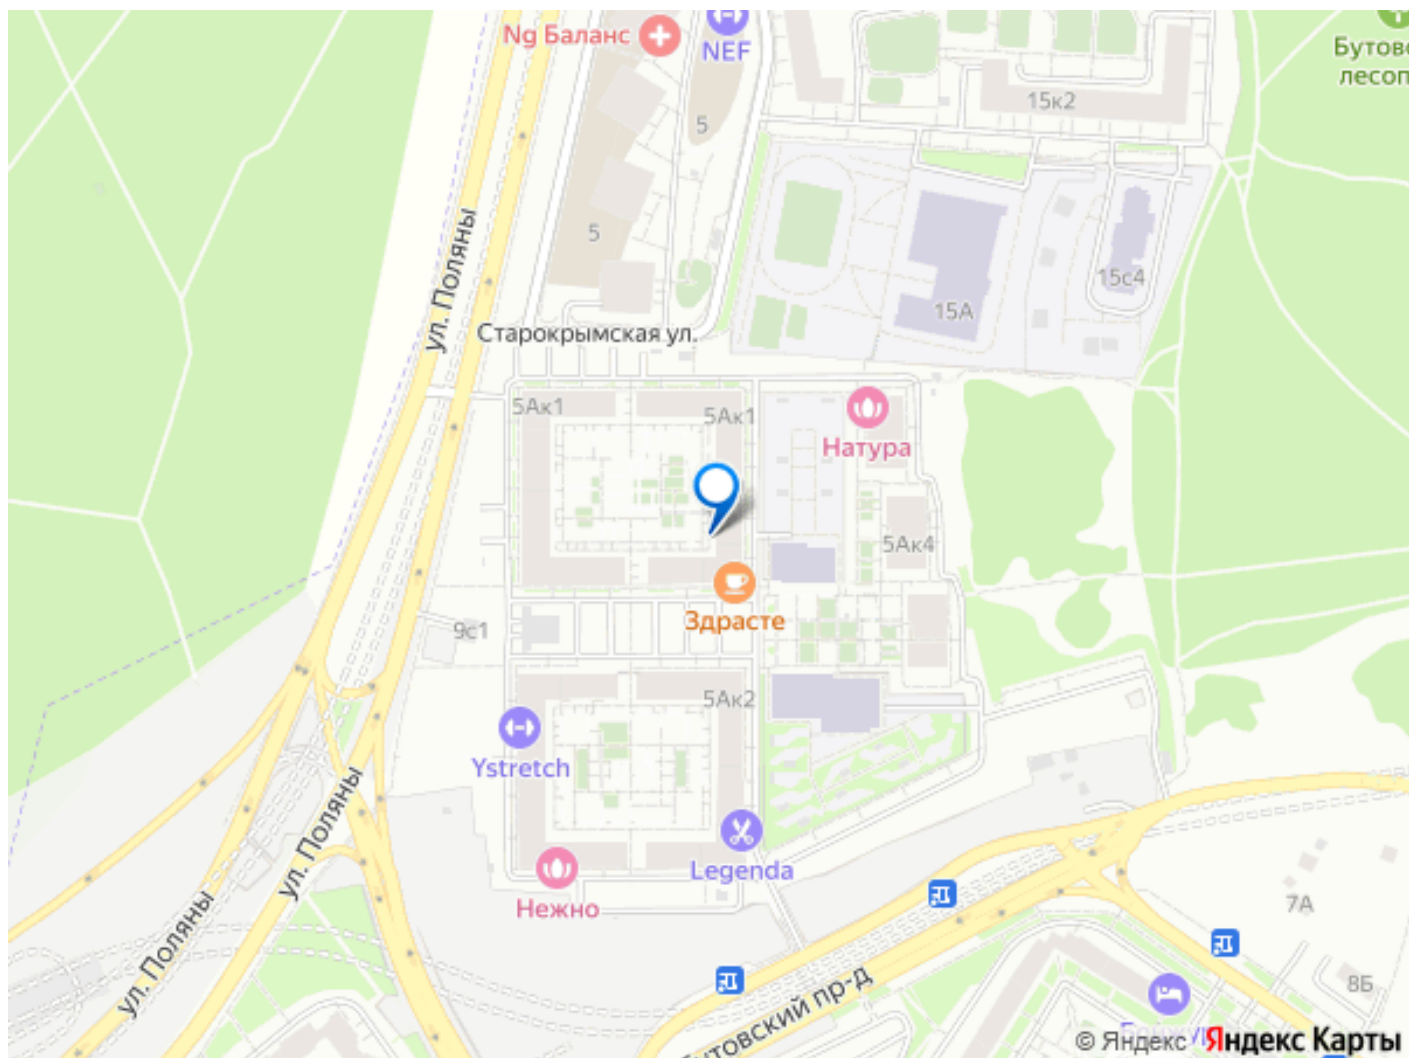 Ng Баланс
NEF
Бутово
лесоп
15к2
5
5
15с4
15А
ул. Поляны
Старокрымская ул.
5Ак1
5Ак1
Натура
5Ак4
Здрасте
9с1
5Ак2
Ystretch
ул. Поляны
Legenda
Нежно
7А
ул. Поляны
8Б
Бутовский пр-д
© Яндекс Яндекс Карты